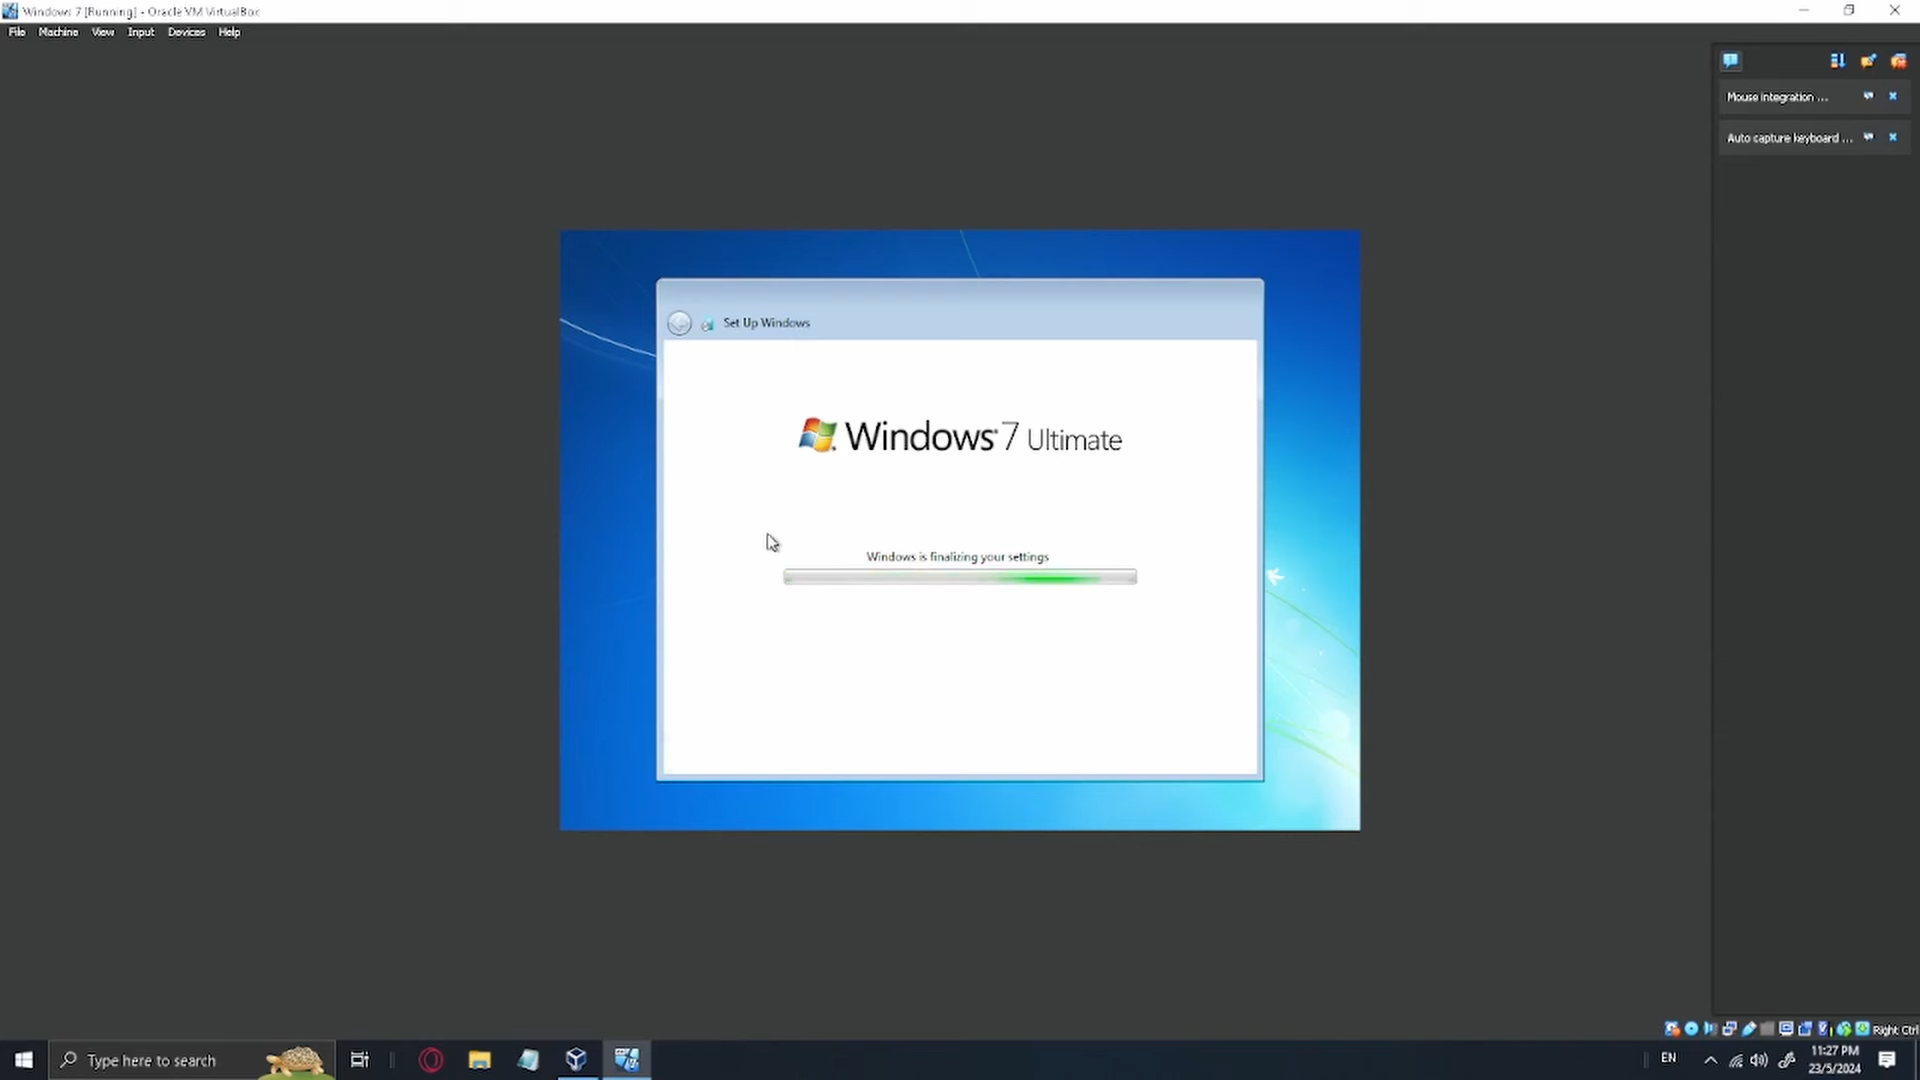 Windows 7 [Running] - Oracle VM VirtualBox
File Machine View Input Devices Help
Mouse integration ...
Auto capture keyboard ...
Set Up Windows
Windows 7 Ultimate
Windows is finalizing your settings
Right Ctrl
Type here to search
EN
11:27 PM
23/5/2024